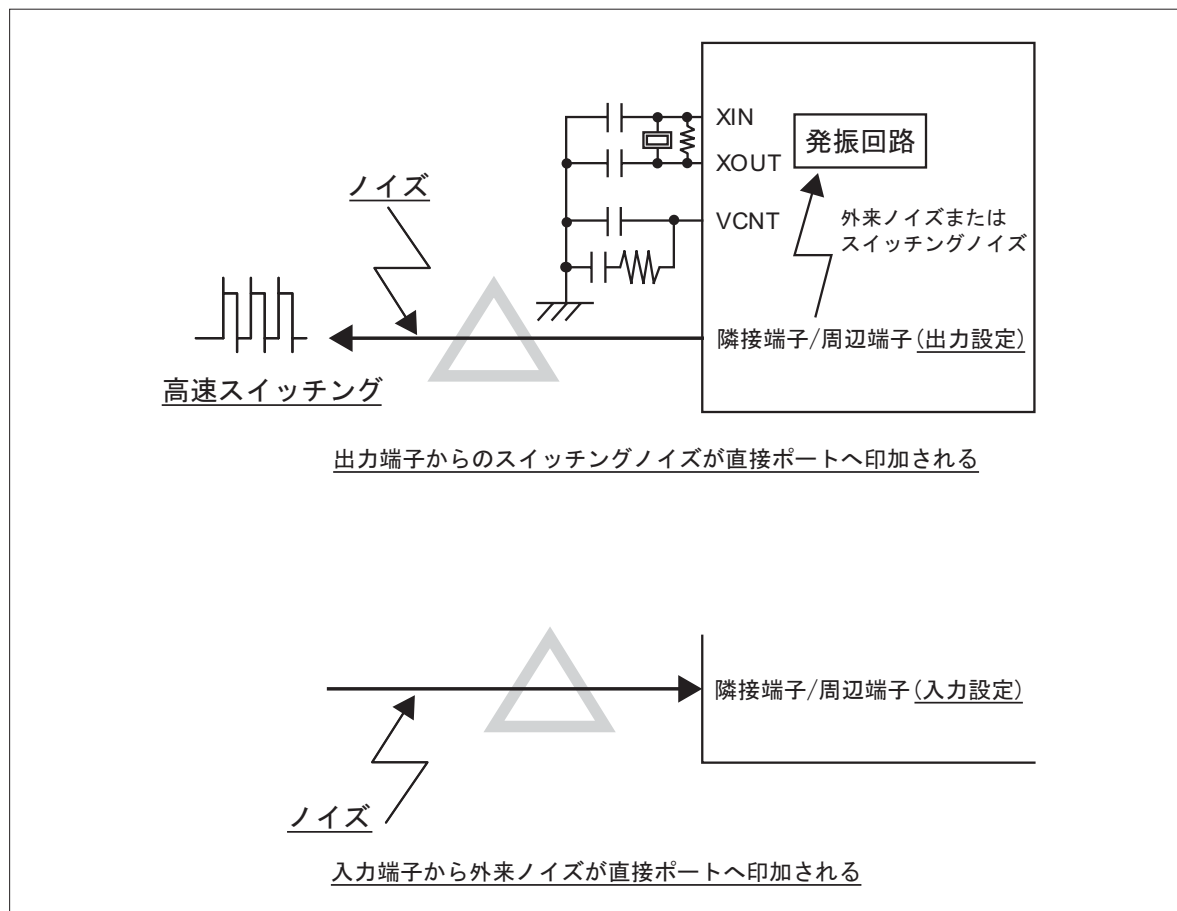 XIN
発振回路
XOUT
ノイズ
VCNT
外来ノイズまたは
スイッチングノイズ
隣接端子/周辺端子(出力設定)
高速スイッチング
出力端子からのスイッチングノイズが直接ポートへ印加される
隣接端子/周辺端子(入力設定)
ノイズ
入力端子から外来ノイズが直接ポートへ印加される